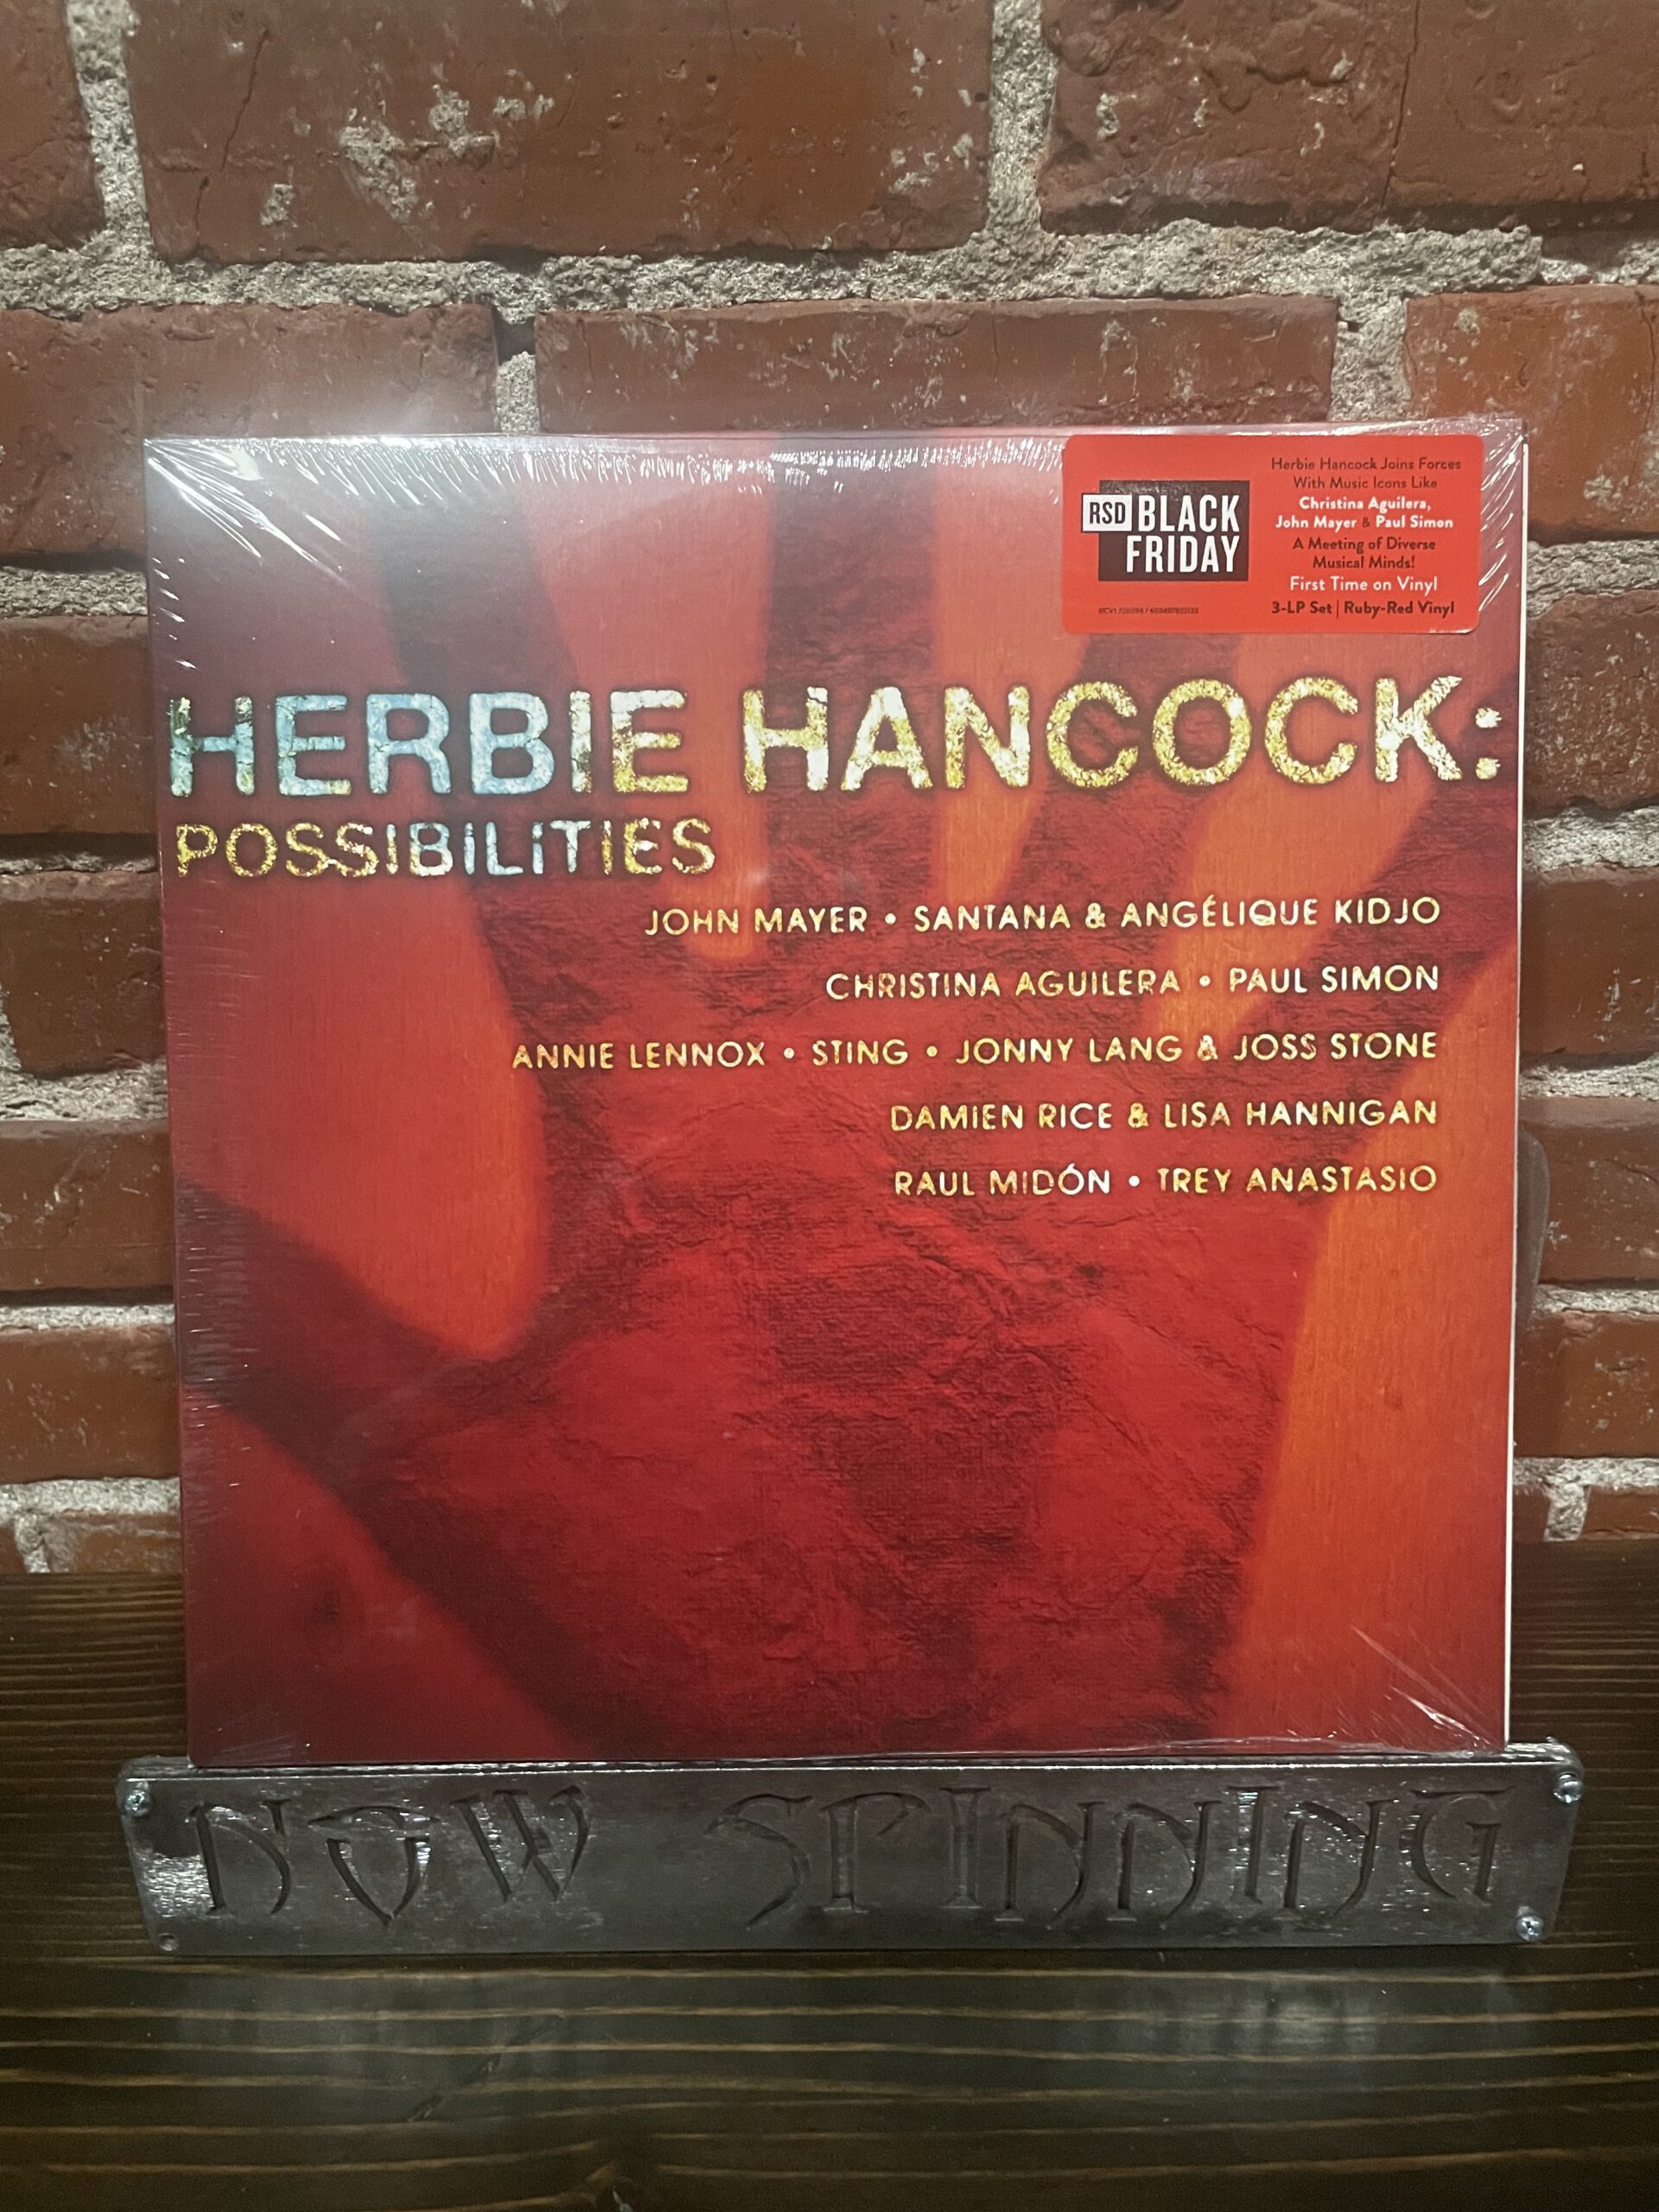 RSD BLACK
FRIDAY
Herbie Hancock Joins Forces
With Music Icons Like
Christina Aguilera,
John Mayer & Paul Simon
A Meeting of Diverse
Musical Minds!
First Time on Vinyl
3-LP Set | Ruby-Red Vinyl
HERBIE HANCOCK:
POSSIBILITIES
JOHN MAYER • SANTANA & ANGÉLIQUE KIDJO
CHRISTINA AGUILERA • PAUL SIMON
ANNIE LENNOX • STING • JONNY LANG & JOSS STONE
DAMIEN RICE & LISA HANNIGAN
RAUL MIDÓN • TREY ANASTASIO
NOW SPINNING